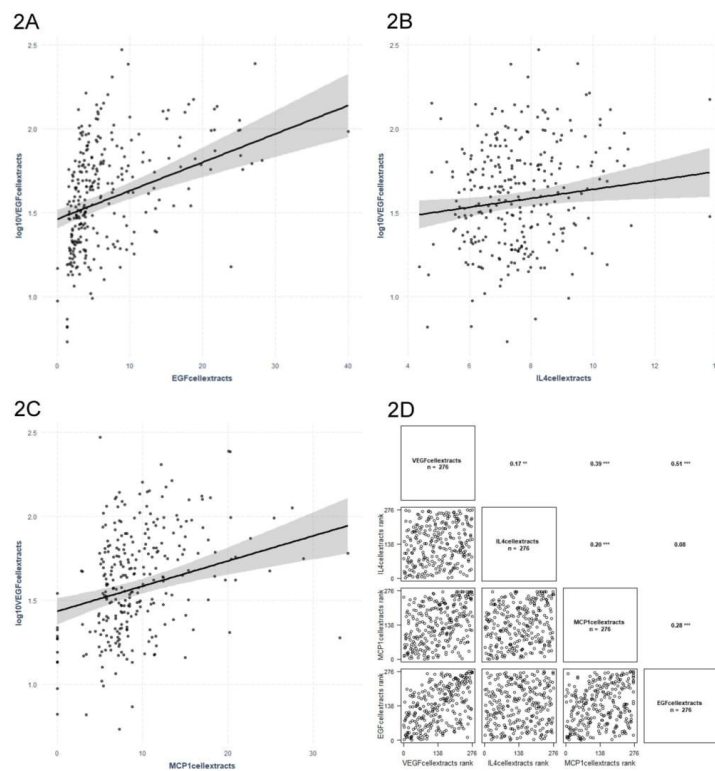 2A
2.5
2.0
1.5
1.0
log10VEGFcellextracts
0 10 20 30 40
EGFcellextracts
2B
2.5
2.0
1.5
1.0
log10VEGFcellextracts
4 6 8 10 12
IL4cellextracts
2C
2.5
2.0
1.5
1.0
log10VEGFcellextracts
0 10 20 30
MCP1cellextracts
2D
VEGFcellextracts
n = 276
0.17 ** 0.39 *** 0.51 ***
IL4cellextracts rank
0 138 276
IL4cellextracts
n = 276
0.20 *** 0.08
MCP1cellextracts rank
0 138 276
MCP1cellextracts
n = 276
0.28 ***
EGFcellextracts rank
0 138 276
EGFcellextracts
n = 276
0 138 276 0 138 276 0 138 276
VEGFcellextracts rank IL4cellextracts rank MCP1cellextracts rank